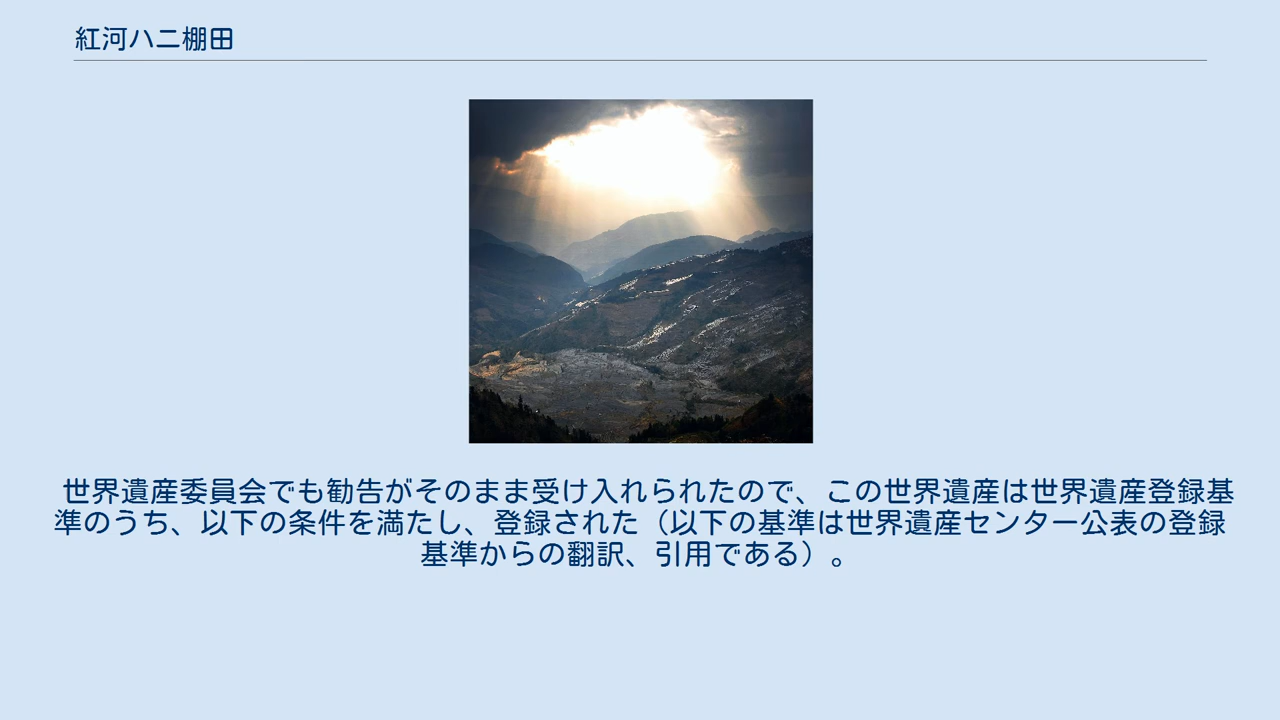 紅河ハニ棚田
世界遺産委員会でも勧告がそのまま受け入れられたので、この世界遺産は世界遺産登録基
準のうち、以下の条件を満たし、登録された（以下の基準は世界遺産センター公表の登録
基準からの翻訳、引用である）。